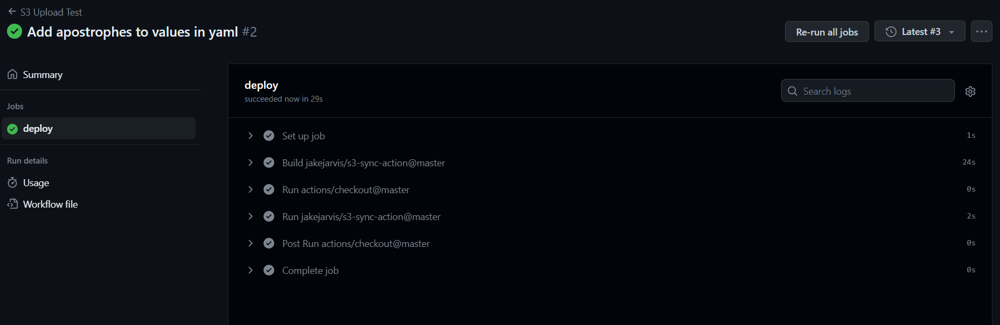 S3 Upload Test
Add apostrophes to values in yaml #2
Re-run all jobs
Latest #3
Summary
Jobs
deploy
Run details
Usage
Workflow file
deploy
succeeded now in 29s
Search logs
Set up job 1s
Build jakejarvis/s3-sync-action@master 24s
Run actions/checkout@master 0s
Run jakejarvis/s3-sync-action@master 2s
Post Run actions/checkout@master 0s
Complete job 0s